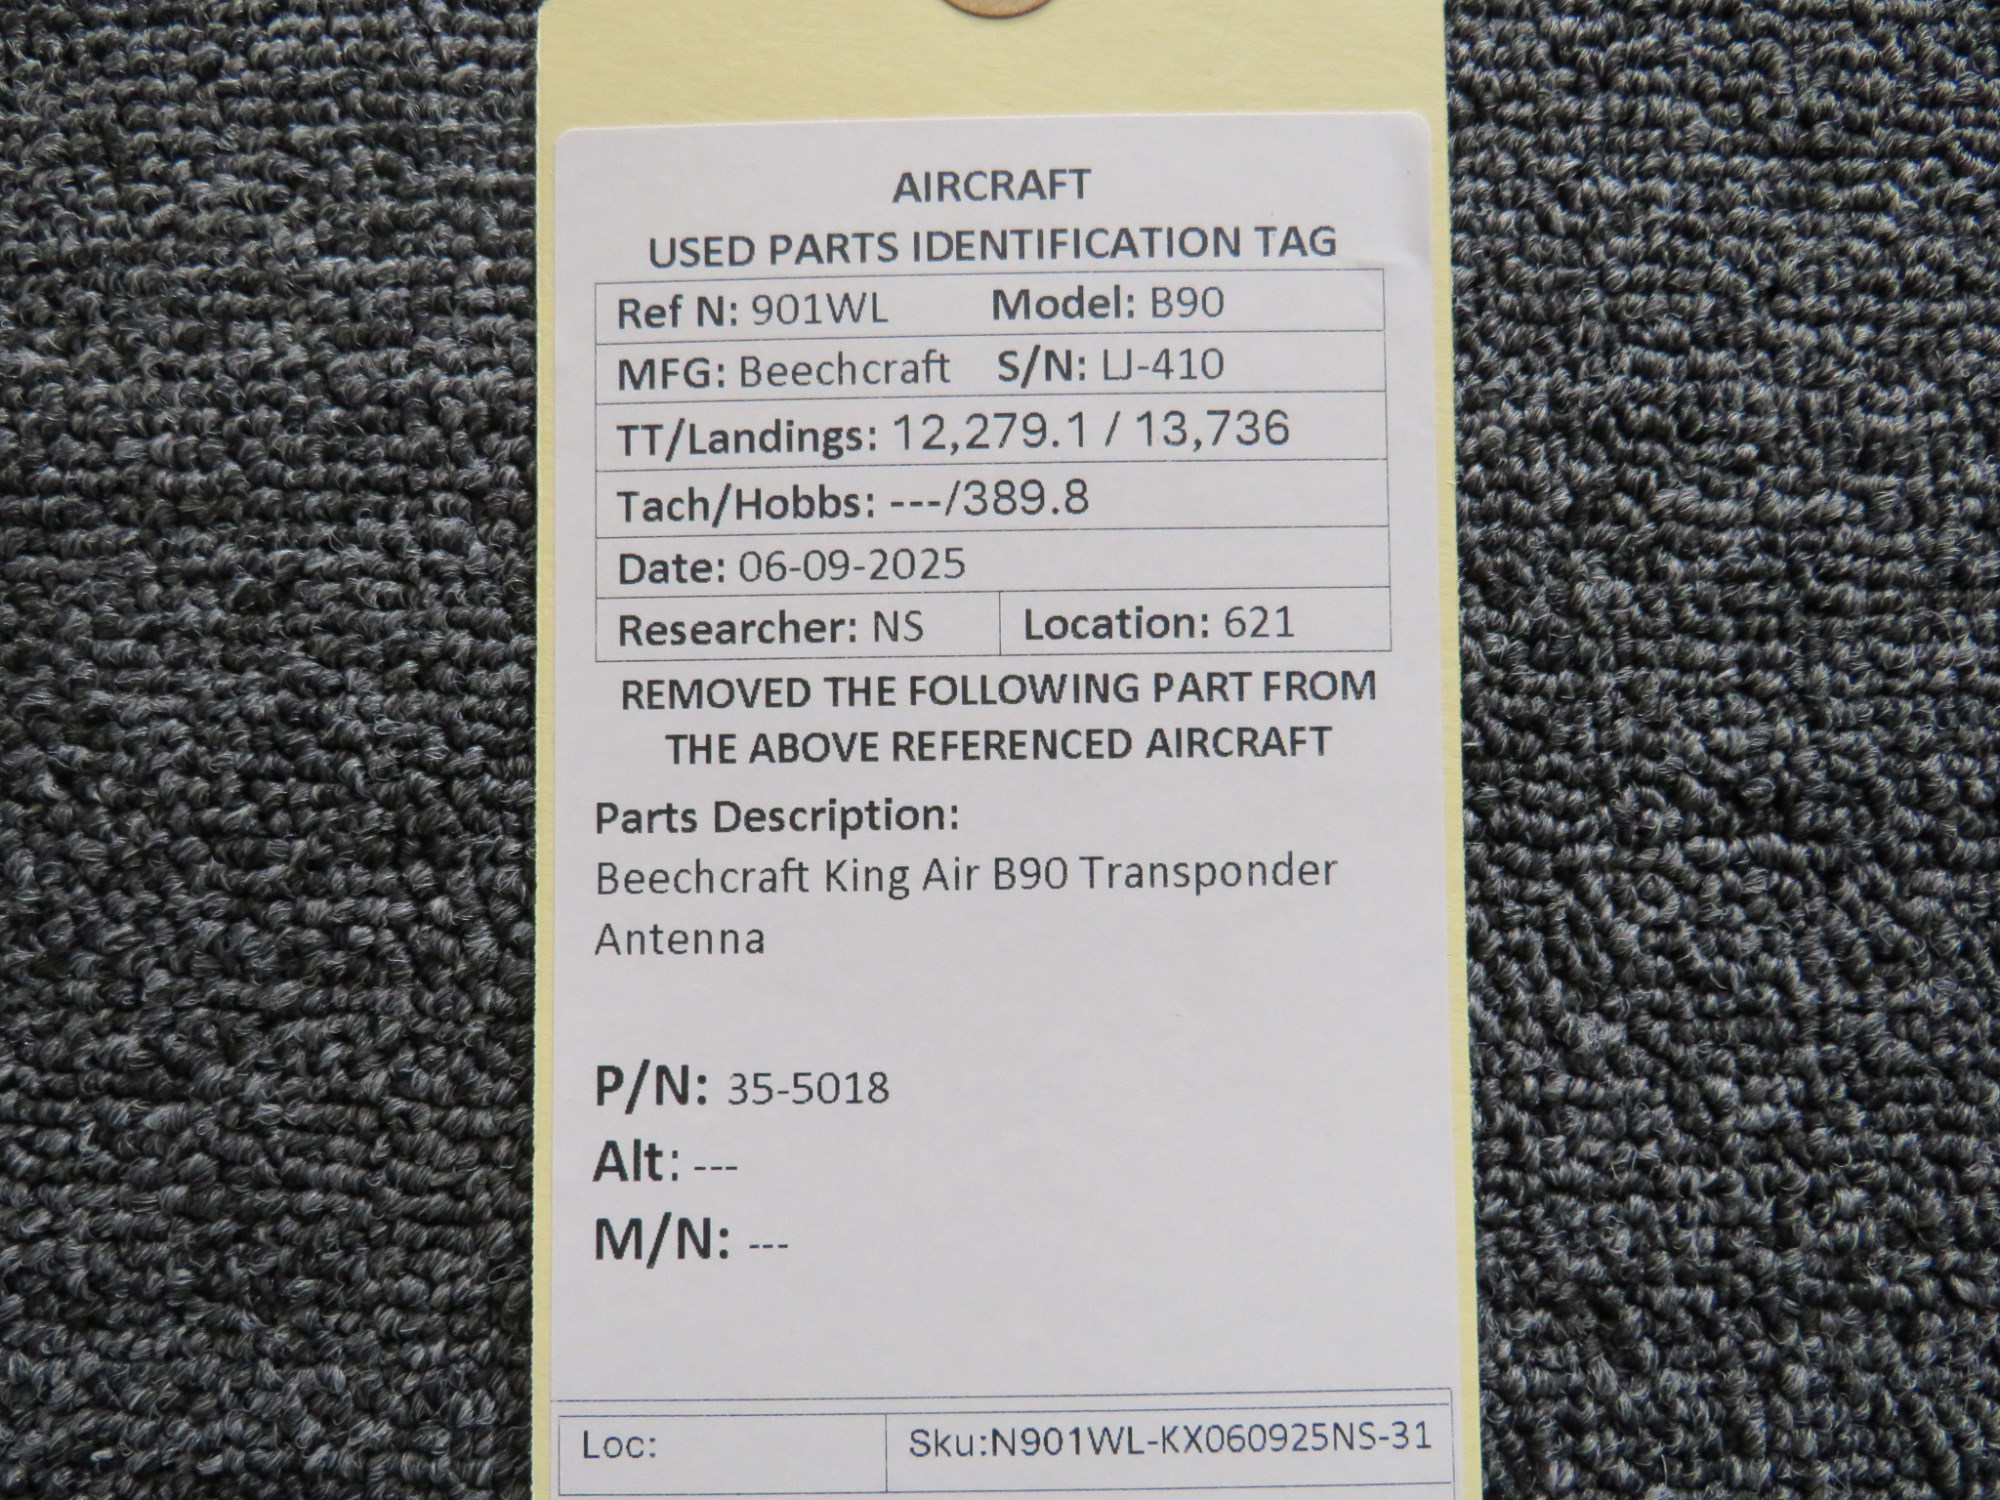 AIRCRAFT
USED PARTS IDENTIFICATION TAG
Ref N: 901WL Model: B90
MFG: Beechcraft S/N: LJ-410
TT/Landings: 12,279.1 / 13,736
Tach/Hobbs: ---/389.8
Date: 06-09-2025
Researcher: NS Location: 621
REMOVED THE FOLLOWING PART FROM
THE ABOVE REFERENCED AIRCRAFT
Parts Description:
Beechcraft King Air B90 Transponder
Antenna
P/N: 35-5018
Alt: ---
M/N: ---
Loc: Sku:N901WL-KX060925NS-31